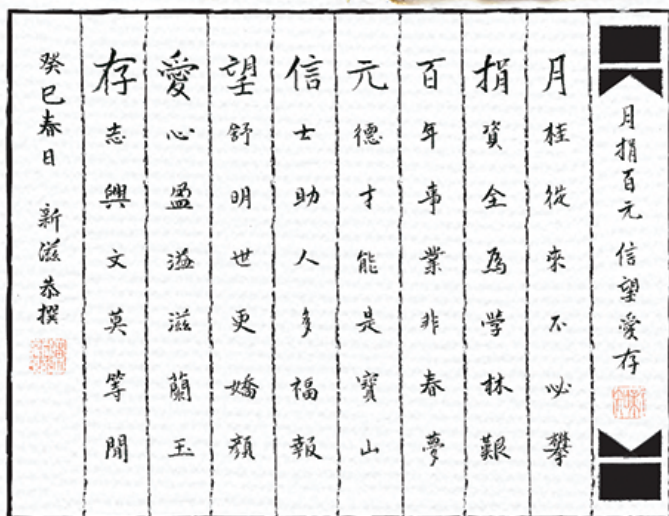 月捐百元 信望愛存
月桂從來不必攀
捐資全為學林艱
百年事業非春夢
元德才能是寶山
信士助人多福報
望舒明世更嬌顏
愛心盈溢滋蘭玉
存志興文莫等閒
癸巳春日 新滋恭撰